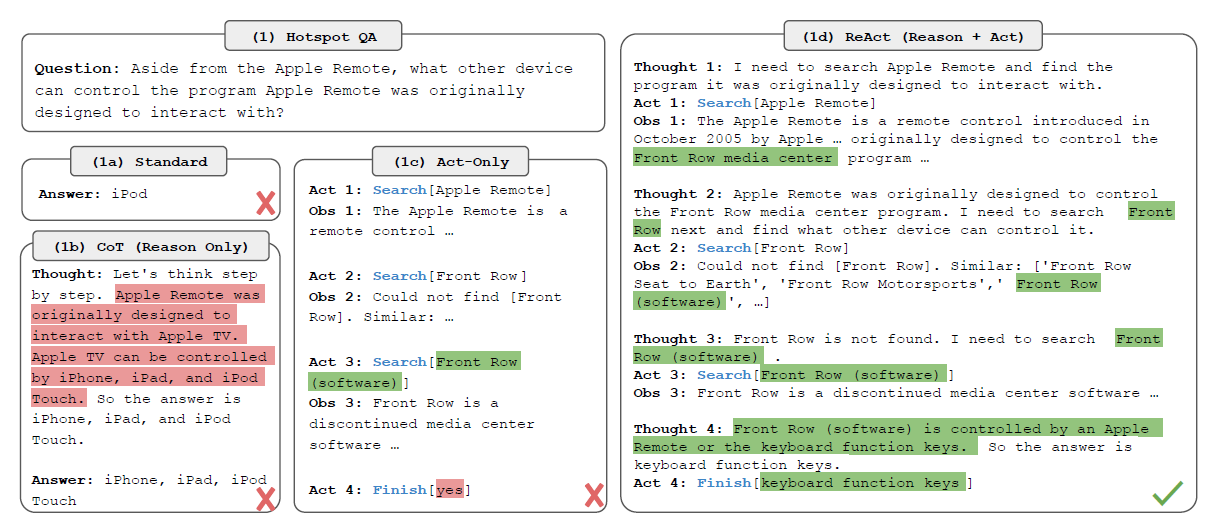 (1) Hotspot QA
Question: Aside from the Apple Remote, what other device
can control the program Apple Remote was originally
designed to interact with?
(1a) Standard
Answer: iPod
(1b) CoT (Reason Only)
Thought: Let's think step
by step. Apple Remote was
originally designed to
interact with Apple TV.
Apple TV can be controlled
by iPhone, iPad, and iPod
Touch. So the answer is
iPhone, iPad, and iPod
Touch.
Answer: iPhone, iPad, iPod
Touch
(1c) Act-Only
Act 1: Search[Apple Remote]
Obs 1: The Apple Remote is a
remote control …
Act 2: Search[Front Row]
Obs 2: Could not find [Front
Row]. Similar: …
Act 3: Search[Front Row
(software)]
Obs 3: Front Row is a
discontinued media center
software …
Act 4: Finish[yes]
(1d) ReAct (Reason + Act)
Thought 1: I need to search Apple Remote and find the
program it was originally designed to interact with.
Act 1: Search[Apple Remote]
Obs 1: The Apple Remote is a remote control introduced in
October 2005 by Apple … originally designed to control the
Front Row media center program …
Thought 2: Apple Remote was originally designed to control
the Front Row media center program. I need to search Front
Row next and find what other device can control it.
Act 2: Search[Front Row]
Obs 2: Could not find [Front Row]. Similar: ['Front Row
Seat to Earth', 'Front Row Motorsports',' Front Row
(software)', …]
Thought 3: Front Row is not found. I need to search Front
Row (software) .
Act 3: Search[Front Row (software)]
Obs 3: Front Row is a discontinued media center software …
Thought 4: Front Row (software) is controlled by an Apple
Remote or the keyboard function keys. So the answer is
keyboard function keys.
Act 4: Finish[keyboard function keys]